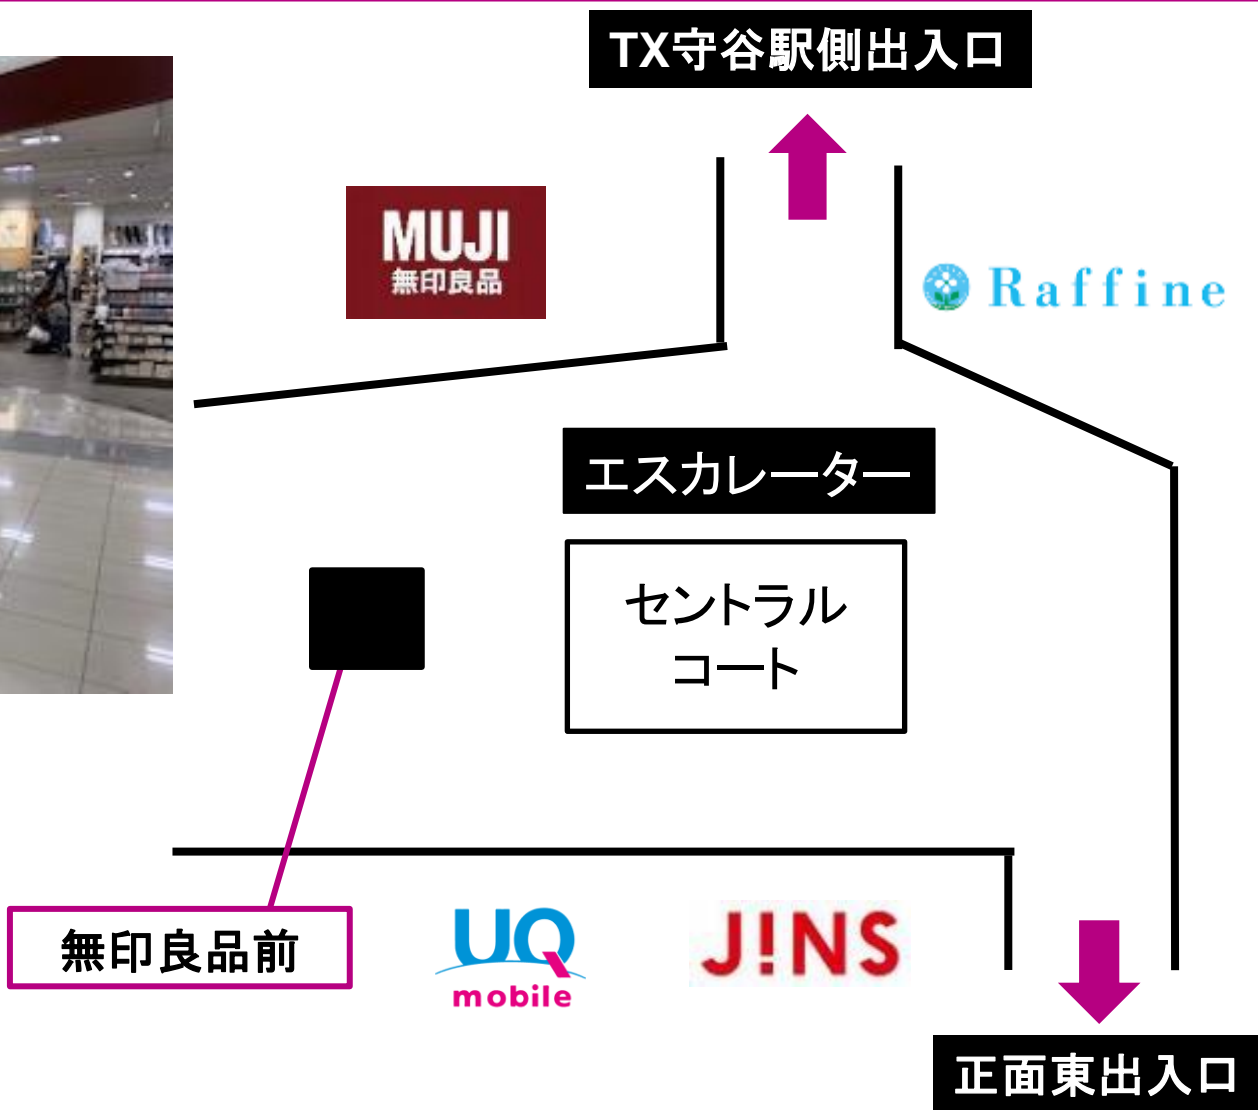 TX守谷駅側出入口
MUJI
無印良品
Raffine
エスカレーター
セントラル
コート
無印良品前
UQ
mobile
J!NS
正面東出入口